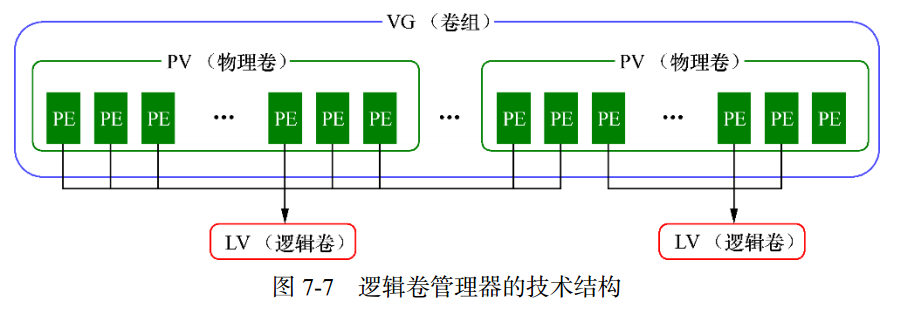 VG（卷组）
PV（物理卷） PV（物理卷）
PE PE PE ··· PE PE PE ··· PE PE PE ··· PE PE PE
LV（逻辑卷） LV（逻辑卷）
图 7-7 逻辑卷管理器的技术结构